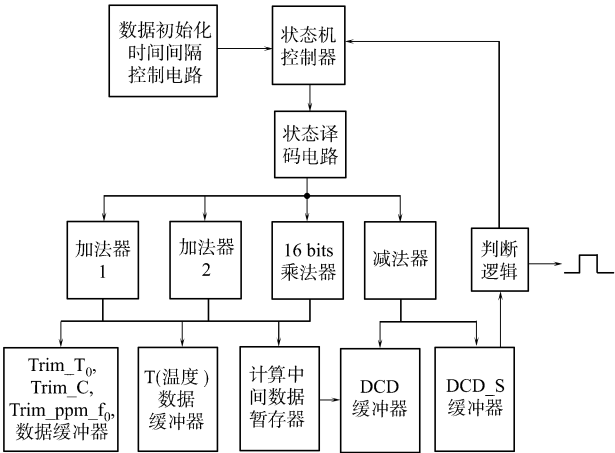 数据初始化
时间间隔
控制电路
状态机
控制器
状态译
码电路
加法器
1
加法器
2
16 bits
乘法器
减法器
判断
逻辑
Trim_T₀,
Trim_C,
Trim_ppm_f₀,
数据缓冲器
T(温度)
数据
缓冲器
计算中
间数据
暂存器
DCD
缓冲器
DCD_S
缓冲器